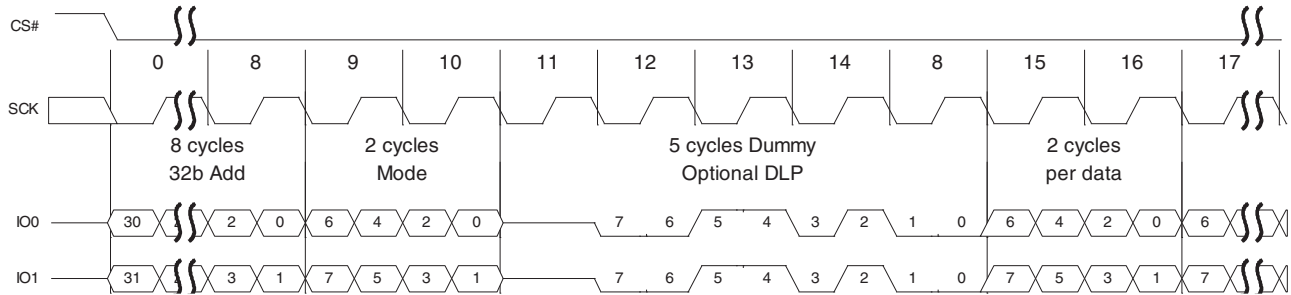 CS#
0 8 9 10 11 12 13 14 8 15 16 17
SCK
8 cycles 2 cycles 5 cycles Dummy 2 cycles
32b Add Mode Optional DLP per data
IO0 30 2 0 6 4 2 0 7 6 5 4 3 2 1 0 6 4 2 0 6
IO1 31 3 1 7 5 3 1 7 6 5 4 3 2 1 0 7 5 3 1 7